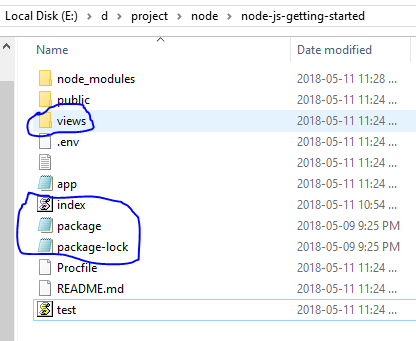 Local Disk (E:) > d > project > node > node-js-getting-started
Name Date modified
node_modules 2018-05-11 11:28 ...
public 2018-05-11 11:24 ...
views 2018-05-11 11:24 ...
.env 2018-05-11 11:24 ...
2018-05-11 11:24 ...
app 2018-05-11 11:24 ...
index 2018-05-11 10:54 ...
package 2018-05-09 9:25 PM
package-lock 2018-05-09 9:25 PM
Procfile 2018-05-11 11:24 ...
README.md 2018-05-11 11:24 ...
test 2018-05-11 11:24 ...